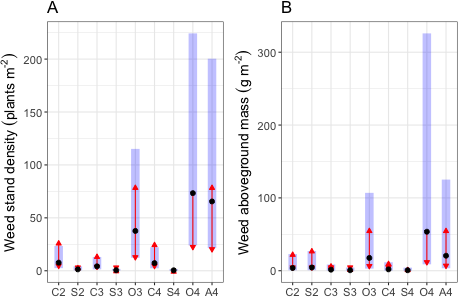 A
Weed stand density (plants m⁻²)
200
150
100
50
0
C2 S2 C3 S3 O3 C4 S4 O4 A4
B
Weed aboveground mass (g m⁻²)
300
200
100
0
C2 S2 C3 S3 O3 C4 S4 O4 A4